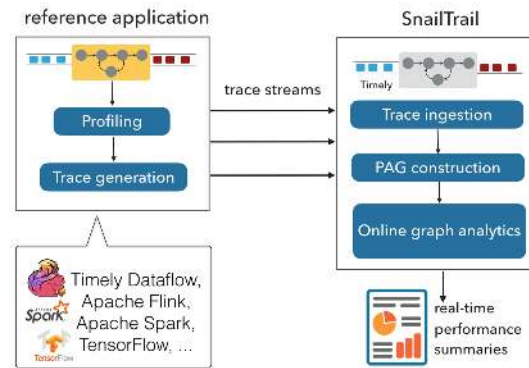 reference application
SnailTrail
Timely
trace streams
Profiling
Trace generation
Trace ingestion
PAG construction
Online graph analytics
Timely Dataflow,
Apache Flink,
Apache Spark,
TensorFlow, ...
Spark
TensorFlow
real-time
performance
summaries